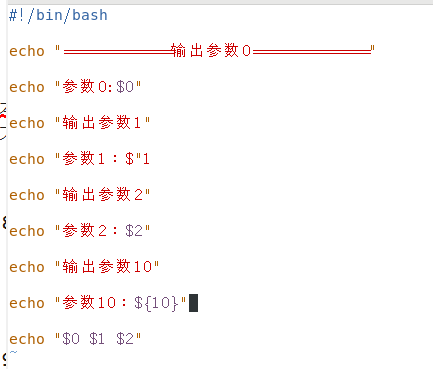 #!/bin/bash
echo "=============输出参数0=============="
echo "参数0:$0"
echo "输出参数1"
echo "参数1：$"1
echo "输出参数2"
echo "参数2：$2"
echo "输出参数10"
echo "参数10：${10}"
echo "$0 $1 $2"
~